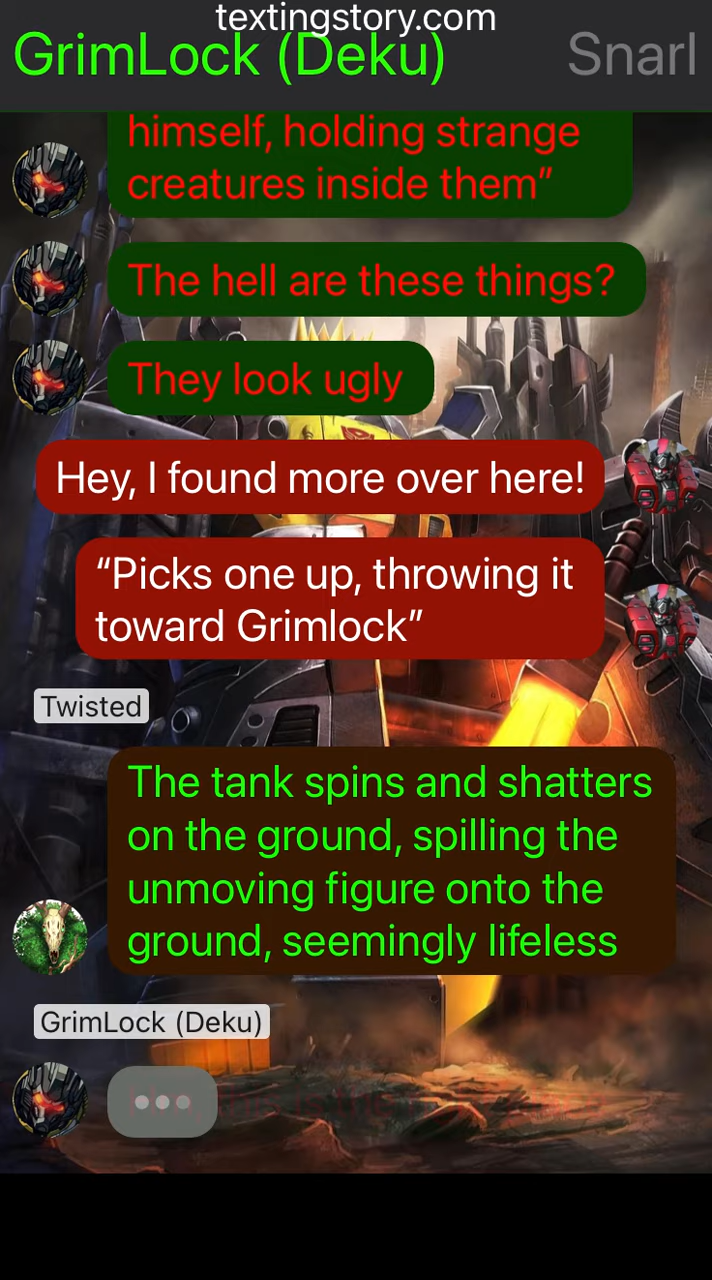 textingstory.com
GrimLock (Deku)
Snarl
himself, holding strange
creatures inside them”
The hell are these things?
They look ugly
Hey, I found more over here!
“Picks one up, throwing it
toward Grimlock”
Twisted
The tank spins and shatters
on the ground, spilling the
unmoving figure onto the
ground, seemingly lifeless
GrimLock (Deku)